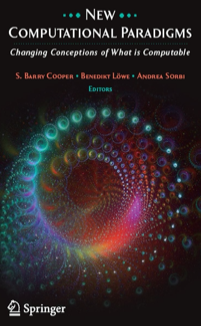 New
Computational Paradigms
Changing Conceptions of What is Computable
S. Barry Cooper • Benedikt Löwe • Andrea Sorbi
Editors
Springer